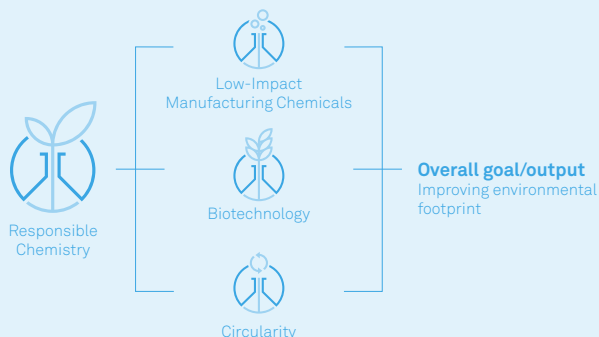 Responsible
Chemistry
Low-Impact
Manufacturing Chemicals
Biotechnology
Circularity
Overall goal/output
Improving environmental
footprint